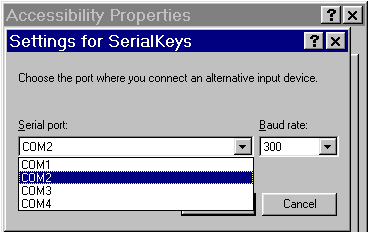 Accessibility Properties
Settings for SerialKeys
Choose the port where you connect an alternative input device.
Serial port:
Baud rate:
COM2
300
COM1
COM2
COM3
COM4
Cancel